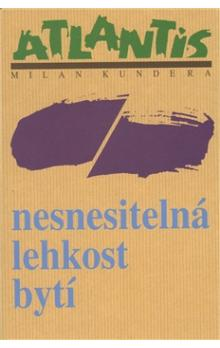 ATLANTIS
MILAN KUNDERA
nesnesitelná
lehkost
bytí